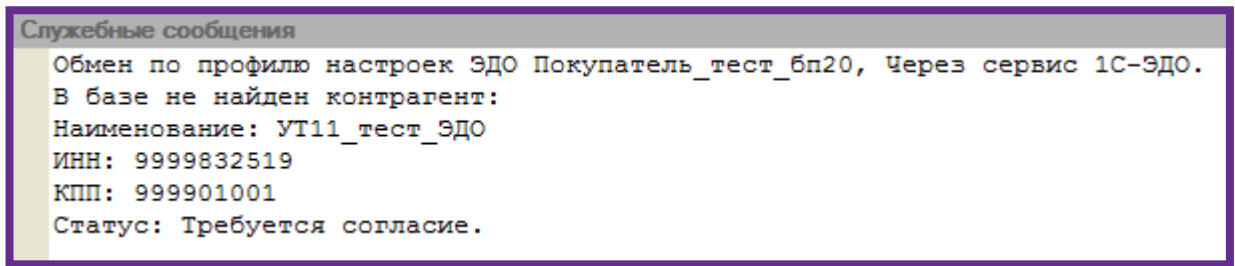 Служебные сообщения
Обмен по профилю настроек ЭДО Покупатель_тест_бп20, Через сервис 1С-ЭДО.
В базе не найден контрагент:
Наименование: УТ11_тест_ЭДО
ИНН: 9999832519
КПП: 999901001
Статус: Требуется согласие.